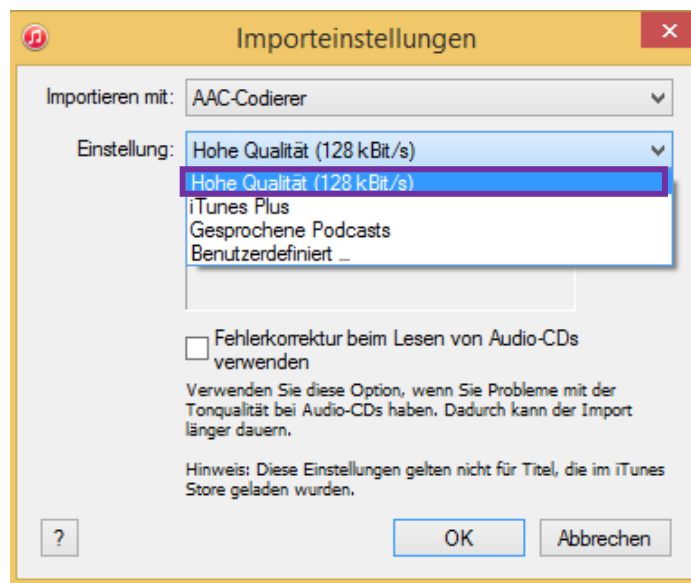 Importeinstellungen
Importieren mit: AAC-Codierer
Einstellung: Hohe Qualität (128 kBit/s)
Hohe Qualität (128 kBit/s)
iTunes Plus
Gesprochene Podcasts
Benutzerdefiniert ...
Fehlerkorrektur beim Lesen von Audio-CDs
verwenden
Verwenden Sie diese Option, wenn Sie Probleme mit der
Tonqualität bei Audio-CDs haben. Dadurch kann der Import
länger dauern.
Hinweis: Diese Einstellungen gelten nicht für Titel, die im iTunes
Store geladen wurden.
? OK Abbrechen